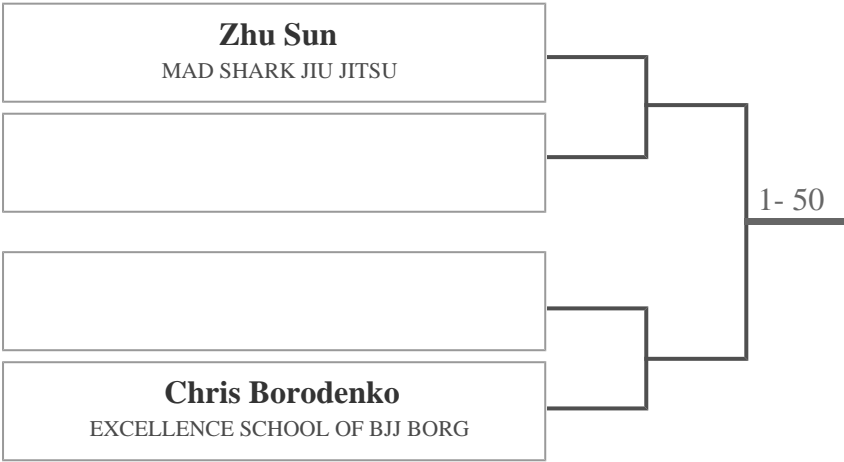 Zhu Sun
MAD SHARK JIU JITSU
1- 50
Chris Borodenko
EXCELLENCE SCHOOL OF BJJ BORG